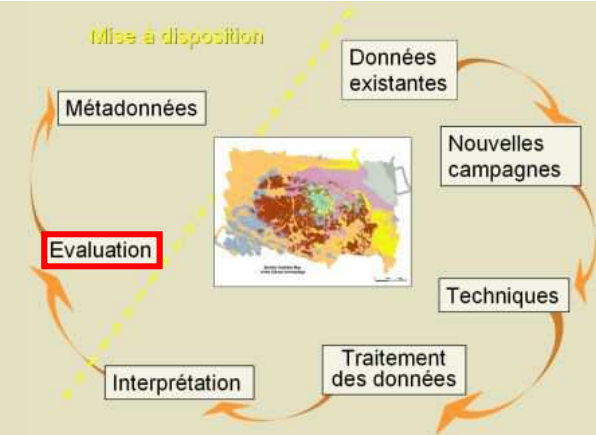 Mise à disposition
Données
existantes
Métadonnées
Nouvelles
campagnes
Evaluation
Techniques
Traitement
des données
Interprétation